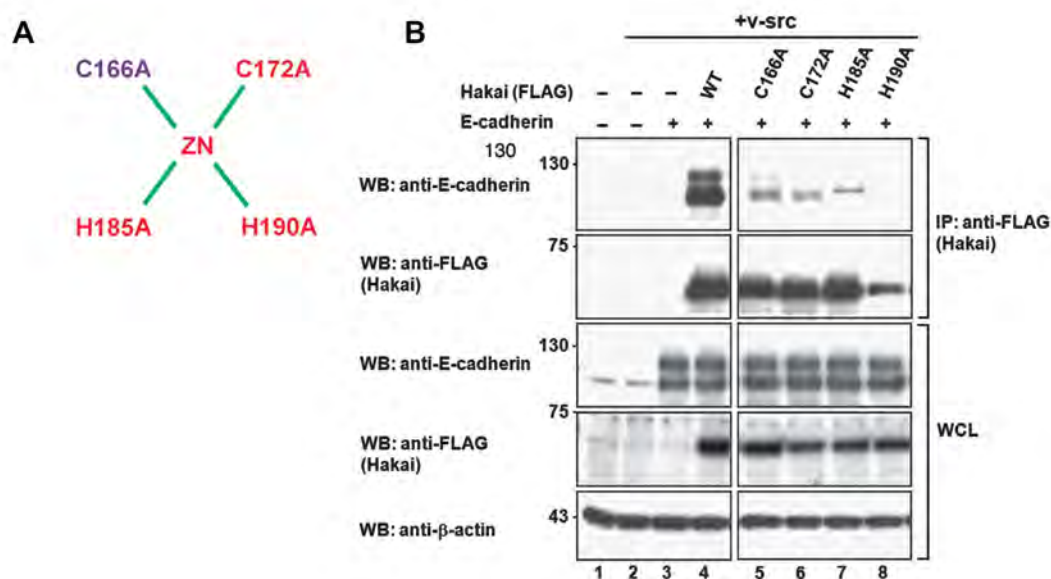 A
C166A C172A
ZN
H185A H190A
B
+v-src
Hakai (FLAG) – – – WT C166A C172A H185A H190A
E-cadherin – – + + + + + +
130
130
WB: anti-E-cadherin
IP: anti-FLAG
(Hakai)
75
WB: anti-FLAG
(Hakai)
130
WB: anti-E-cadherin
75
WB: anti-FLAG
(Hakai)
WCL
43
WB: anti-β-actin
1 2 3 4 5 6 7 8